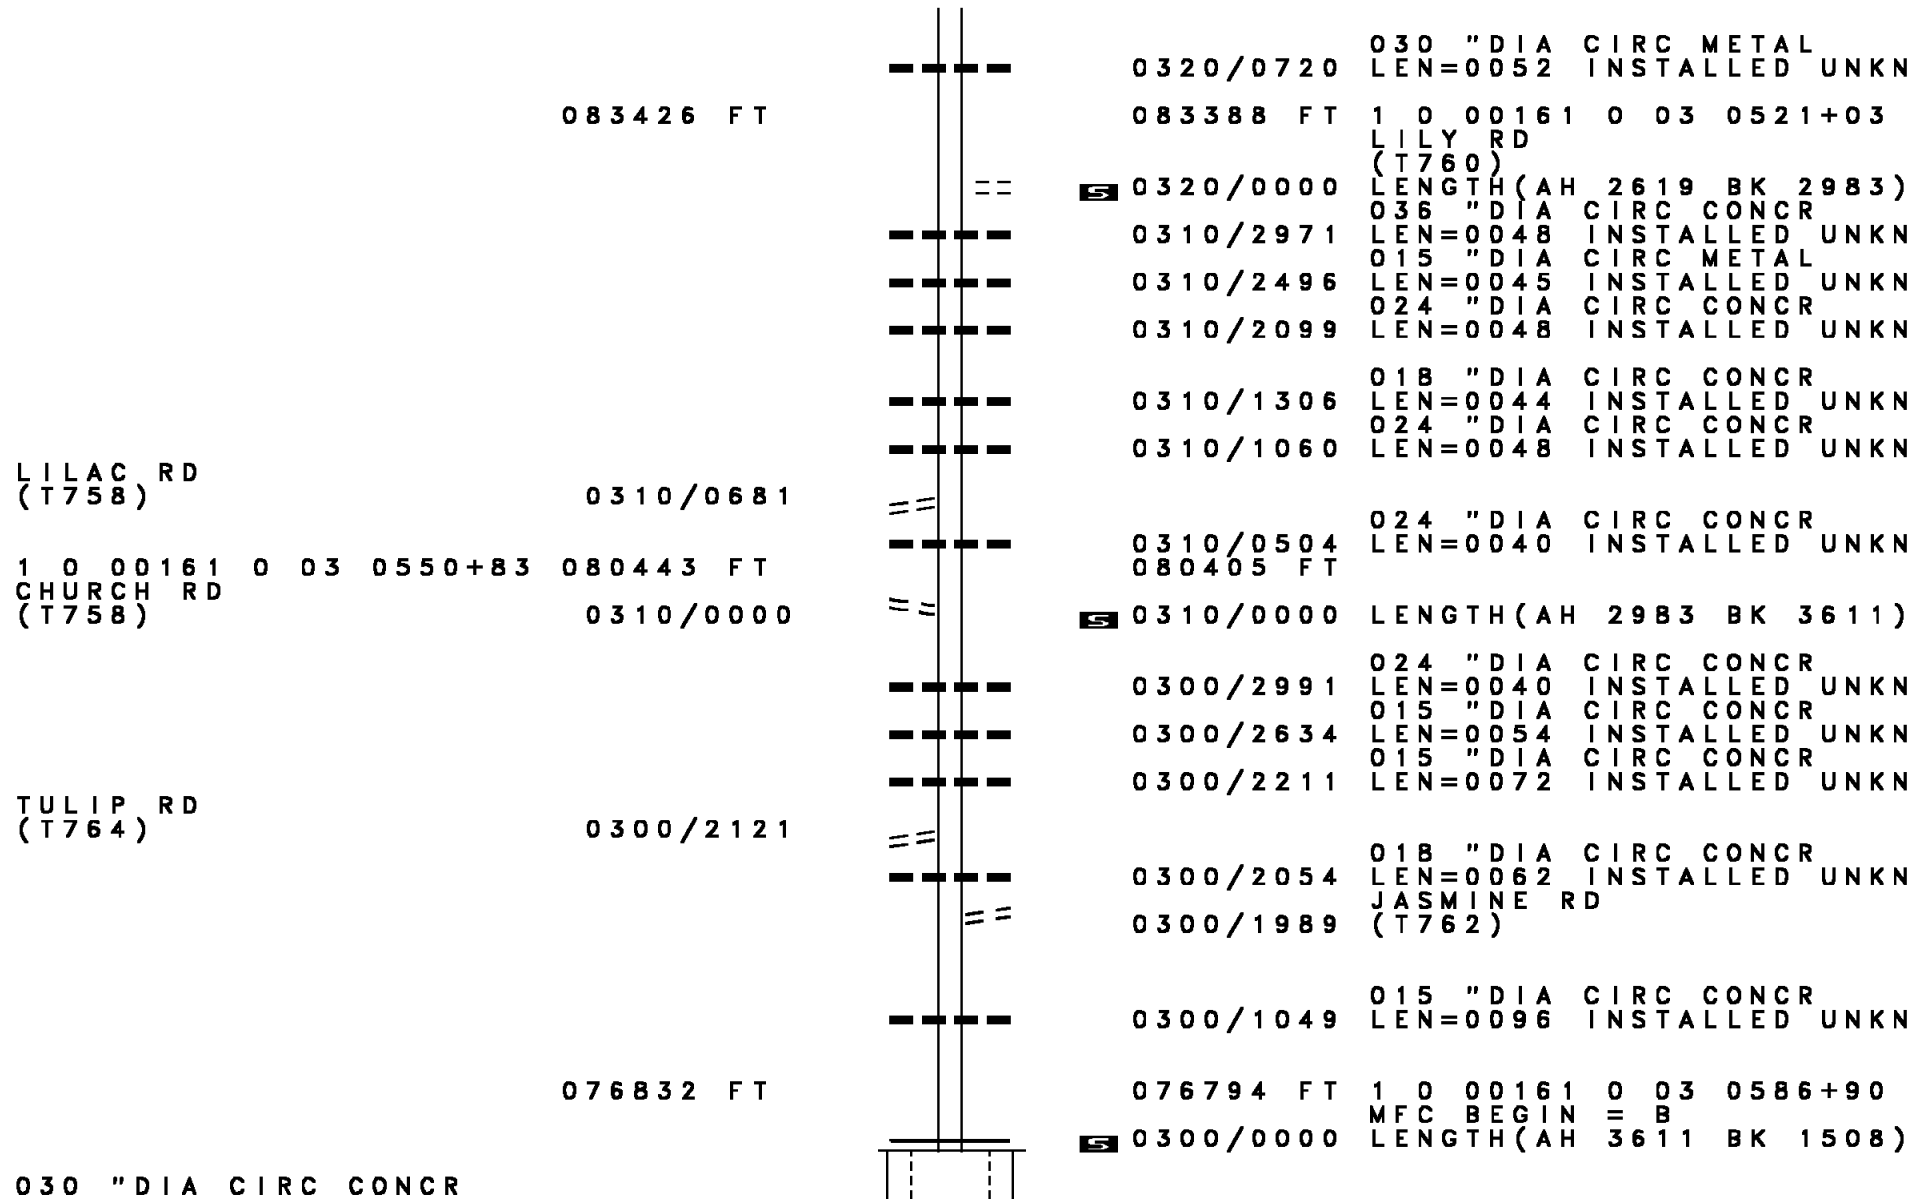 030 "DIA CIRC METAL
0320/0720 LEN=0052 INSTALLED UNKN
083426 FT 083388 FT 1 0 00161 0 03 0521+03
LILY RD
(T760)
S 0320/0000 LENGTH(AH 2619 BK 2983)
036 "DIA CIRC CONCR
0310/2971 LEN=0048 INSTALLED UNKN
015 "DIA CIRC METAL
0310/2496 LEN=0045 INSTALLED UNKN
024 "DIA CIRC CONCR
0310/2099 LEN=0048 INSTALLED UNKN
018 "DIA CIRC CONCR
0310/1306 LEN=0044 INSTALLED UNKN
024 "DIA CIRC CONCR
0310/1060 LEN=0048 INSTALLED UNKN
LILAC RD
(T758) 0310/0681
024 "DIA CIRC CONCR
0310/0504 LEN=0040 INSTALLED UNKN
1 0 00161 0 03 0550+83 080443 FT 080405 FT
CHURCH RD
(T758) 0310/0000 S 0310/0000 LENGTH(AH 2983 BK 3611)
024 "DIA CIRC CONCR
0300/2991 LEN=0040 INSTALLED UNKN
015 "DIA CIRC CONCR
0300/2634 LEN=0054 INSTALLED UNKN
015 "DIA CIRC CONCR
0300/2211 LEN=0072 INSTALLED UNKN
TULIP RD
(T764) 0300/2121
018 "DIA CIRC CONCR
0300/2054 LEN=0062 INSTALLED UNKN
JASMINE RD
0300/1989 (T762)
015 "DIA CIRC CONCR
0300/1049 LEN=0096 INSTALLED UNKN
076832 FT 076794 FT 1 0 00161 0 03 0586+90
MFC BEGIN = B
S 0300/0000 LENGTH(AH 3611 BK 1508)
030 "DIA CIRC CONCR